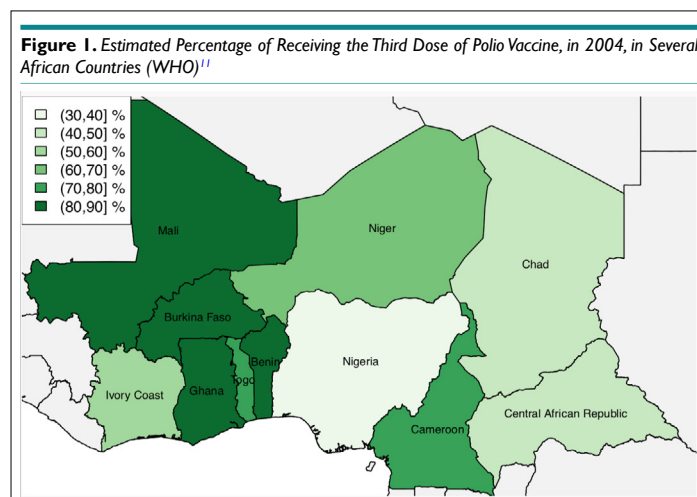 Figure 1. Estimated Percentage of Receiving the Third Dose of Polio Vaccine, in 2004, in Several
African Countries (WHO)11
(30,40] %
(40,50] %
(50,60] %
(60,70] %
(70,80] %
(80,90] %
Mali
Niger
Chad
Burkina Faso
Benin
Nigeria
Togo
Ghana
Ivory Coast
Central African Republic
Cameroon